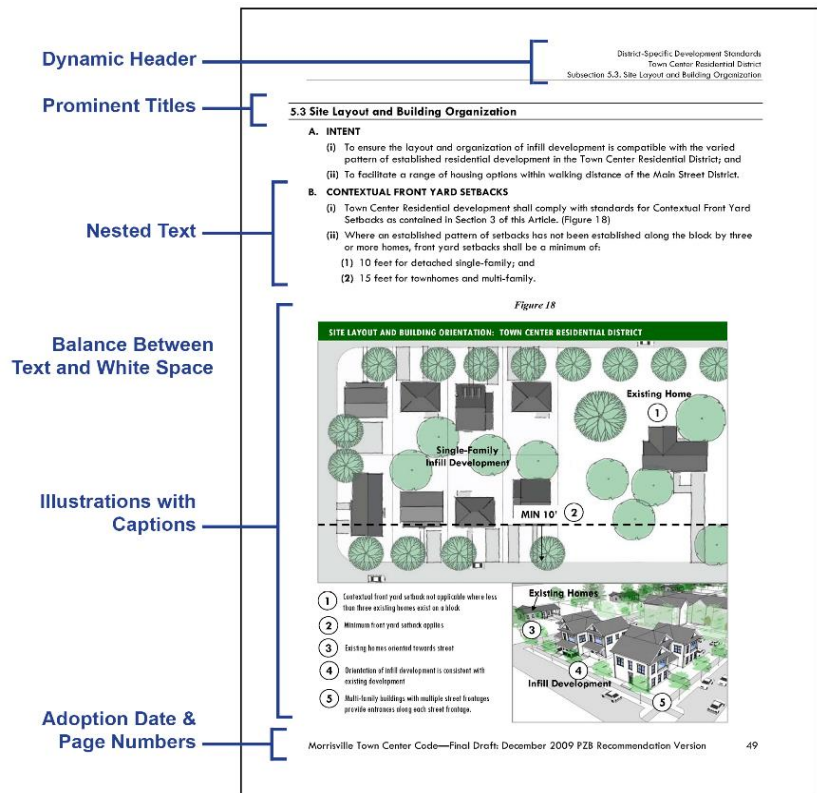 Dynamic Header
District-Specific Development Standards
Town Center Residential District
Subsection 5.3. Site Layout and Building Organization
Prominent Titles
5.3 Site Layout and Building Organization
A. INTENT
(i) To ensure the layout and organization of infill development is compatible with the varied
pattern of established residential development in the Town Center Residential District; and
(ii) To facilitate a range of housing options within walking distance of the Main Street District.
Nested Text
B. CONTEXTUAL FRONT YARD SETBACKS
(i) Town Center Residential development shall comply with standards for Contextual Front Yard
Setbacks as contained in Section 3 of this Article. (Figure 18)
(ii) Where an established pattern of setbacks has not been established along the block by three
or more homes, front yard setbacks shall be a minimum of:
(1) 10 feet for detached single-family; and
(2) 15 feet for townhomes and multi-family.
Figure 18
Balance Between
Text and White Space
SITE LAYOUT AND BUILDING ORIENTATION: TOWN CENTER RESIDENTIAL DISTRICT
Existing Home
1
Single-Family
Infill Development
MIN 10' 2
Illustrations with
Captions
1 Contextual front yard setback not applicable where less
than three existing homes exist on a block
2 Minimum front yard setback applies
3 Existing homes oriented towards street
4 Orientation of infill development is consistent with
existing development
5 Multi-family buildings with multiple street frontages
provide entrances along each street frontage.
Existing Homes
3
4
Infill Development
5
Adoption Date &
Page Numbers
Morrisville Town Center Code—Final Draft: December 2009 PZB Recommendation Version 49